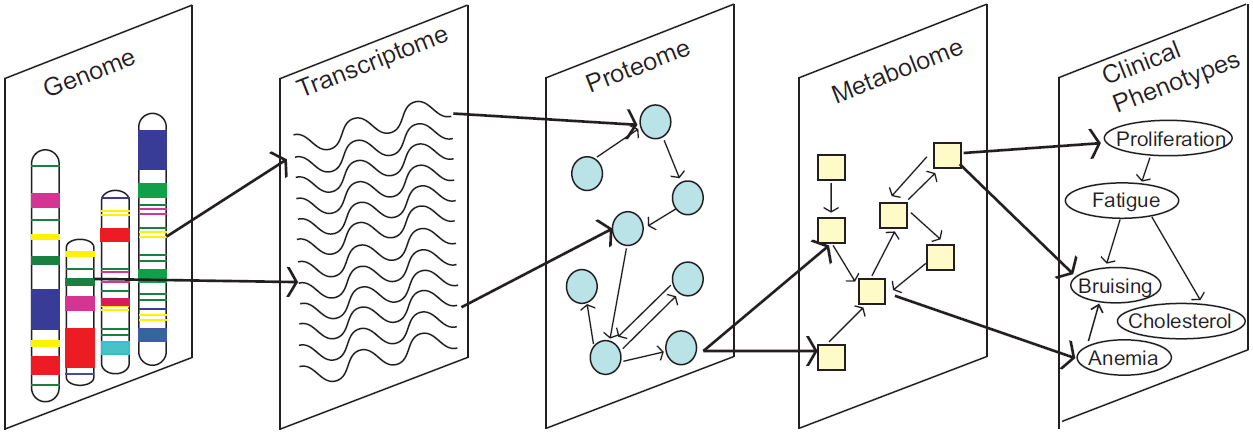 Genome
Transcriptome
Proteome
Metabolome
Clinical
Phenotypes
Proliferation
Fatigue
Bruising
Cholesterol
Anemia